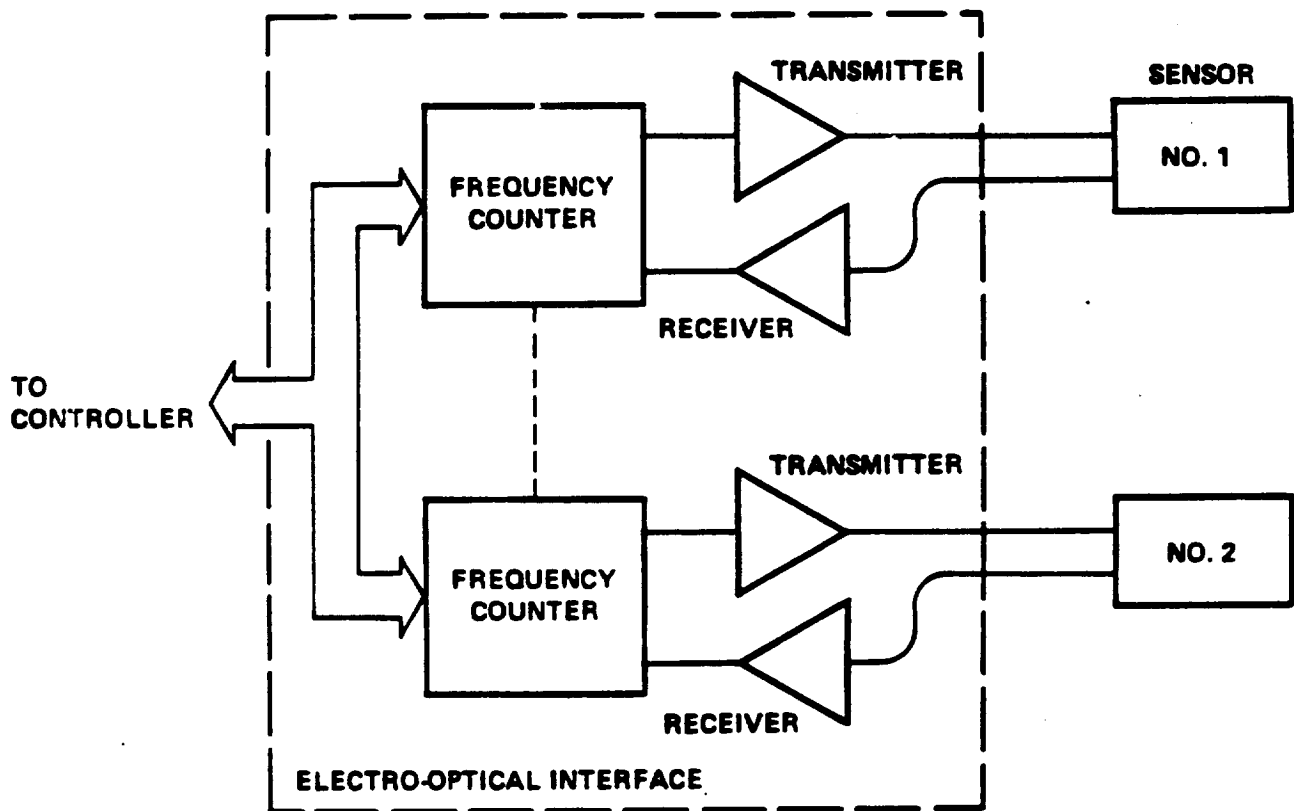 TRANSMITTER
SENSOR
FREQUENCY
COUNTER
NO. 1
RECEIVER
TO
CONTROLLER
TRANSMITTER
FREQUENCY
COUNTER
NO. 2
RECEIVER
ELECTRO-OPTICAL INTERFACE